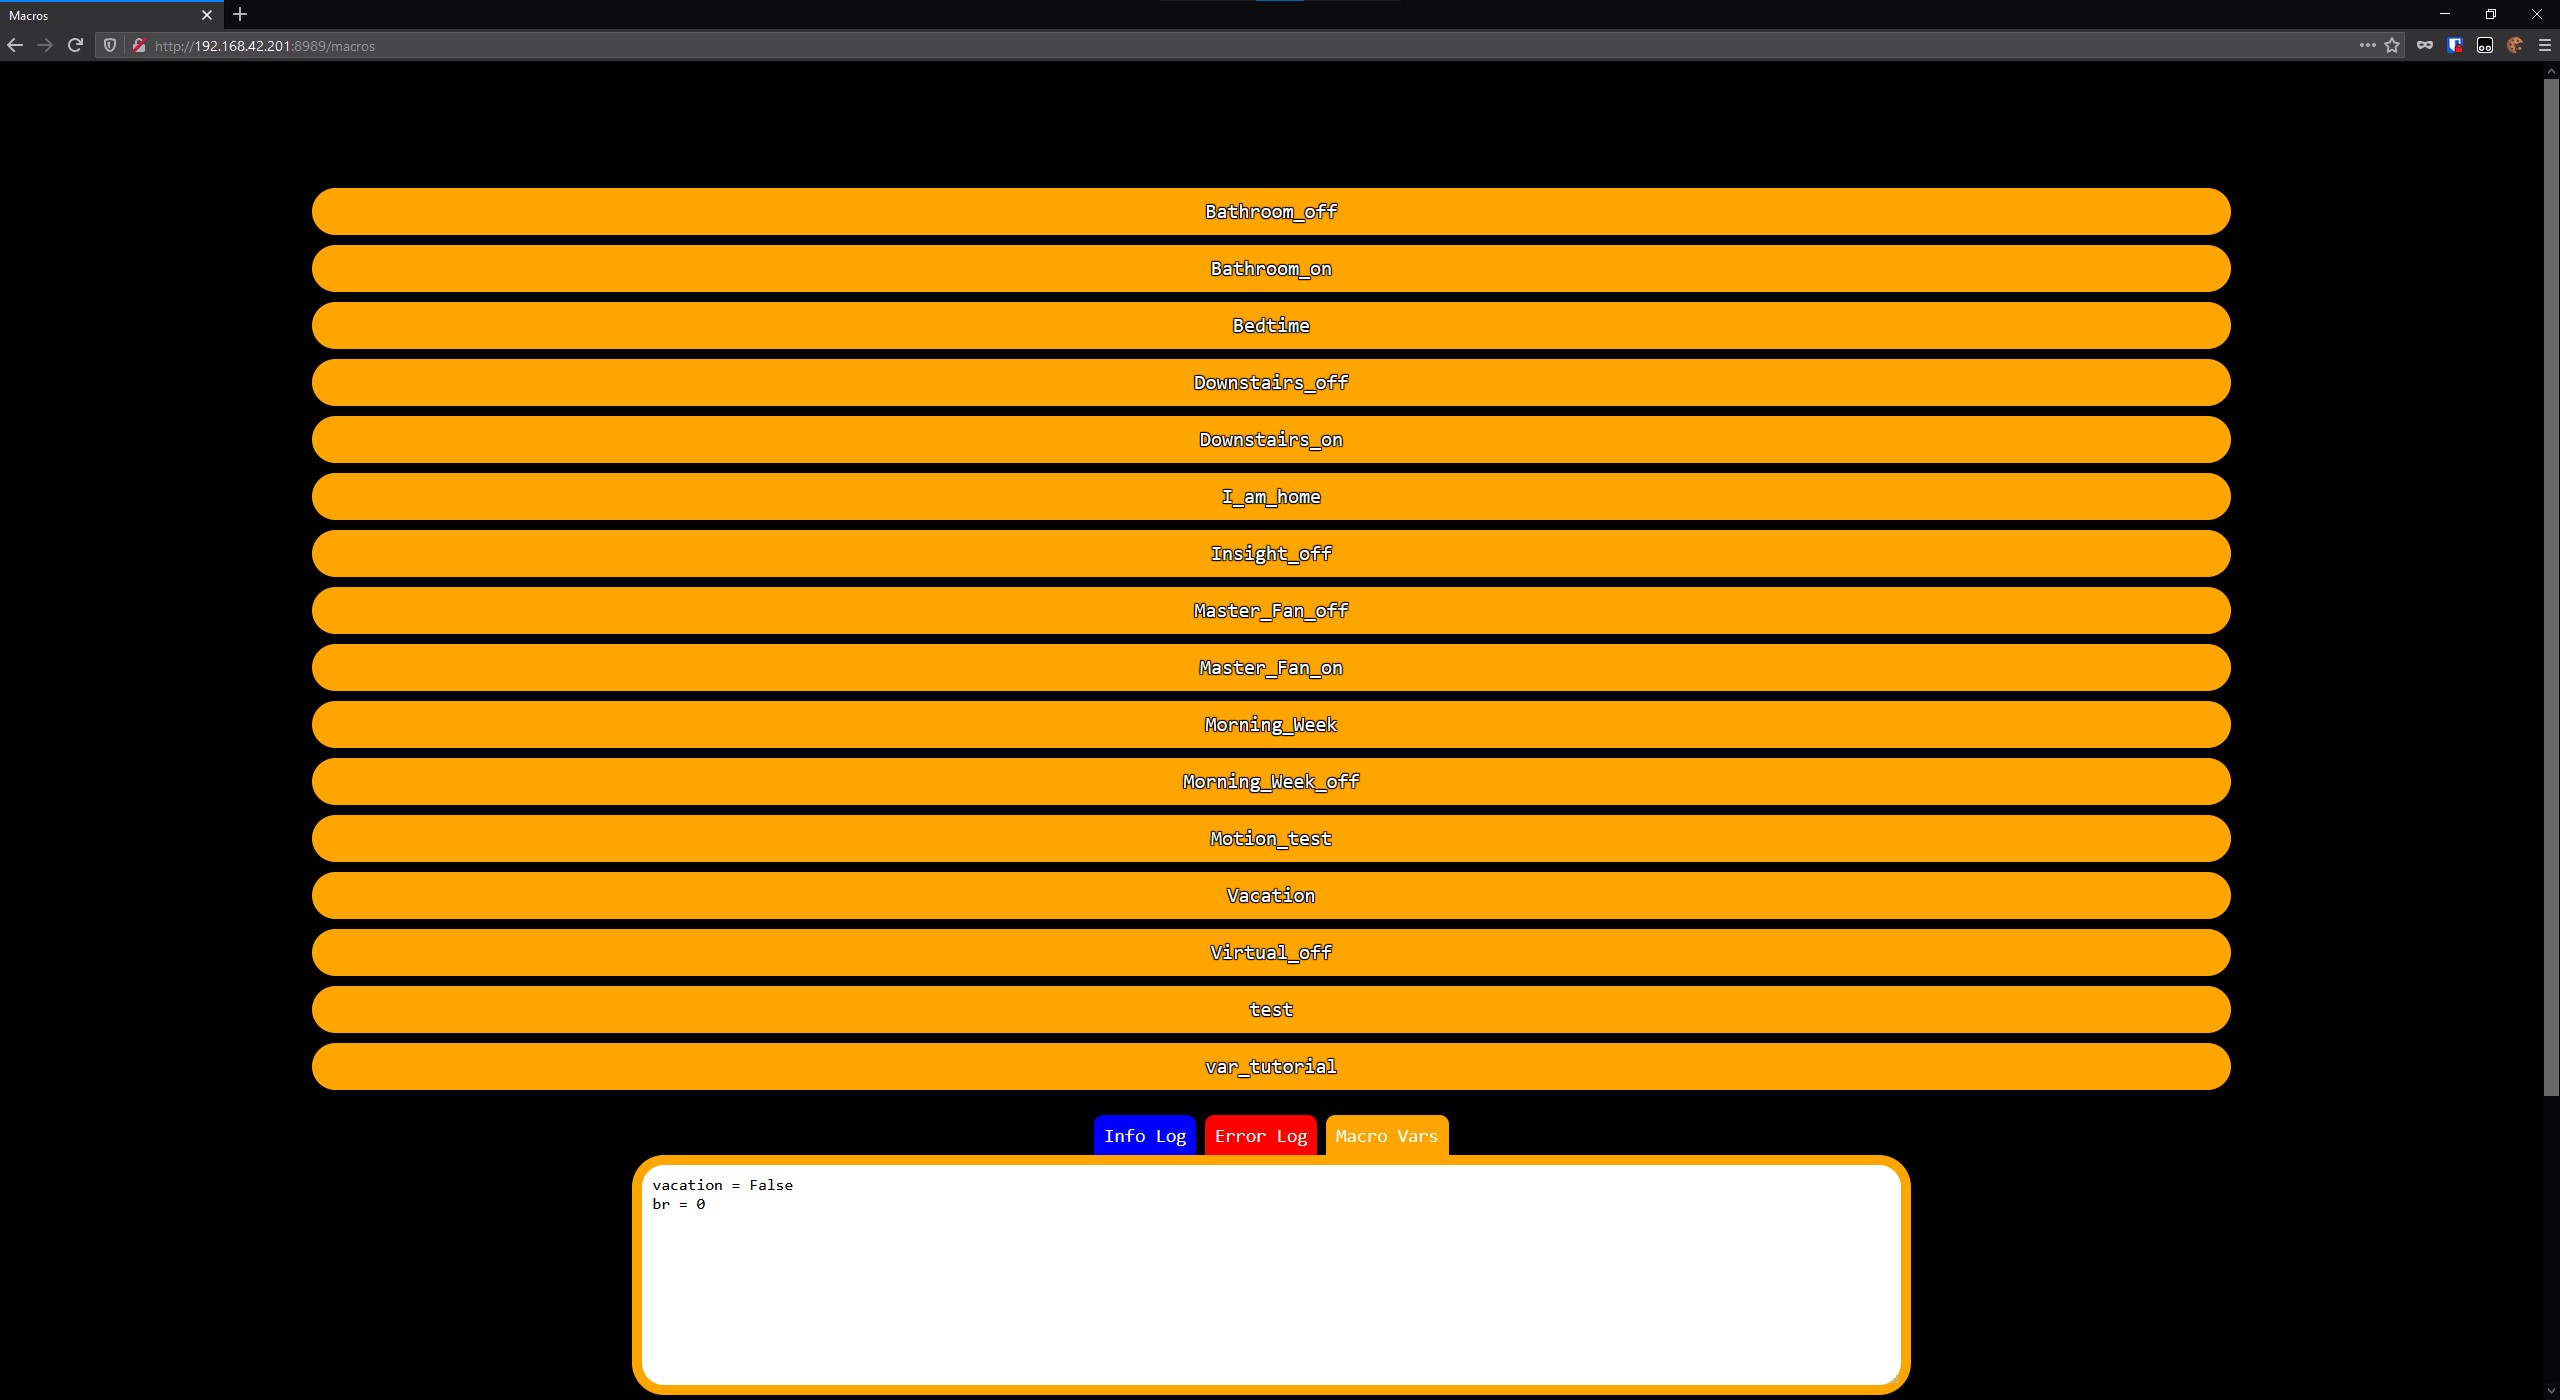 Macros
http://192.168.42.201:8989/macros
Bathroom_off
Bathroom_on
Bedtime
Downstairs_off
Downstairs_on
I_am_home
Insight_off
Master_Fan_off
Master_Fan_on
Morning_Week
Morning_Week_off
Motion_test
Vacation
Virtual_off
test
var_tutorial
Info Log Error Log Macro Vars
vacation = False
br = 0